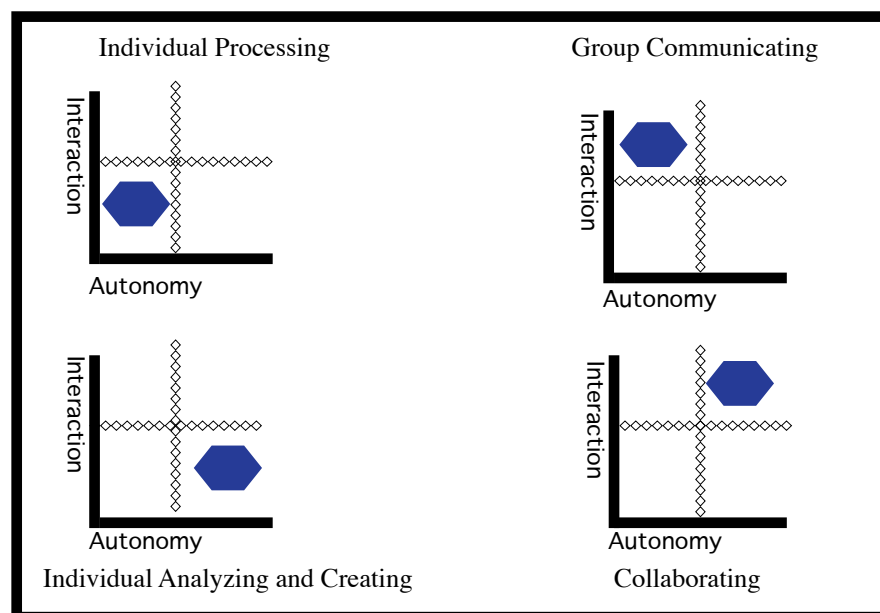 Individual Processing
Group Communicating
Interaction
Autonomy
Interaction
Autonomy
Interaction
Autonomy
Interaction
Autonomy
Individual Analyzing and Creating
Collaborating